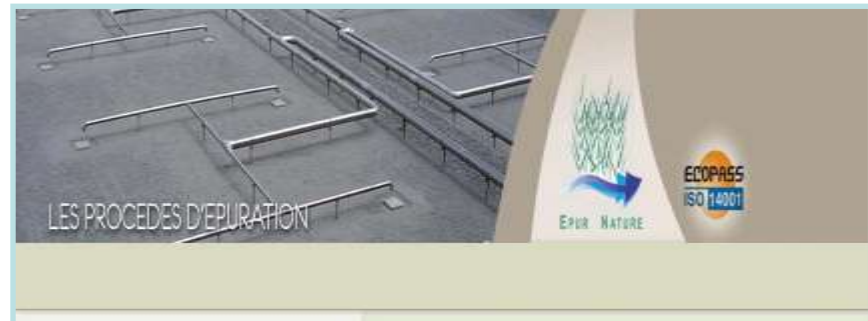 LES PROCEDES D'EPURATION
EPUR NATURE
ECOPASS
ISO 14001